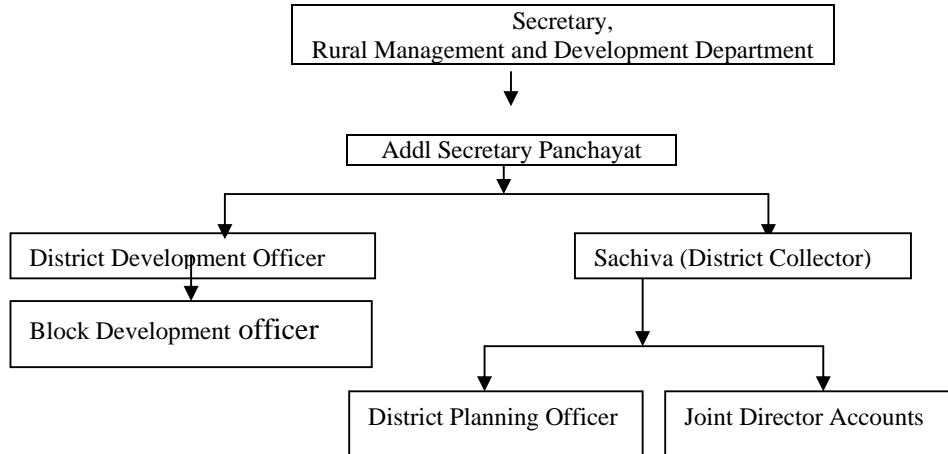 Secretary,
Rural Management and Development Department
Addl Secretary Panchayat
District Development Officer
Sachiva (District Collector)
Block Development officer
District Planning Officer
Joint Director Accounts